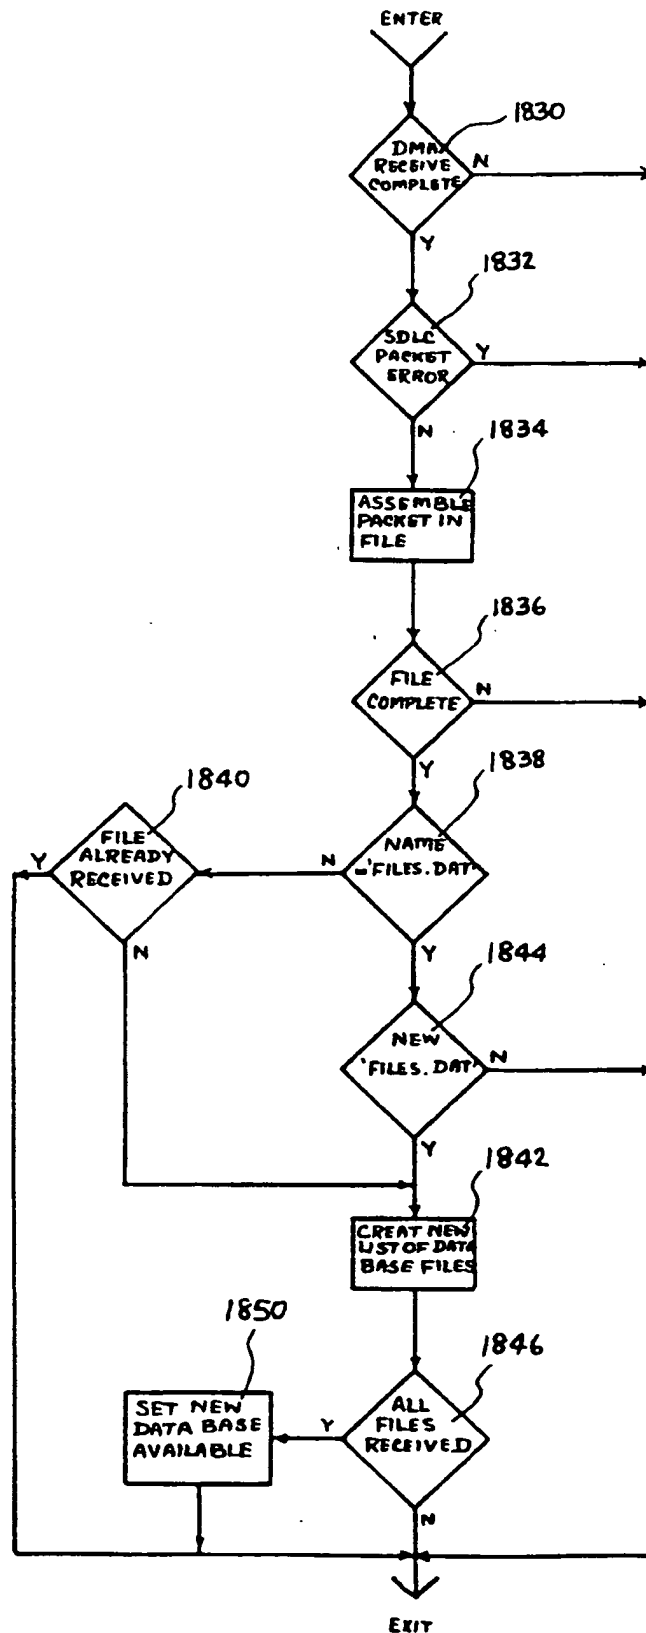 ENTER
1830
DMA
RECEIVE
COMPLETE
N
Y
1832
SDLC
PACKET
ERROR
Y
N
1834
ASSEMBLE
PACKET IN
FILE
1836
FILE
COMPLETE
N
Y
1838
NAME
='FILES.DAT'
N
Y
1840
FILE
ALREADY
RECEIVED
Y
N
1844
NEW
'FILES.DAT'
N
Y
1842
CREAT NEW
LIST OF DATA
BASE FILES
1846
ALL
FILES
RECEIVED
Y
N
1850
SET NEW
DATA BASE
AVAILABLE
EXIT